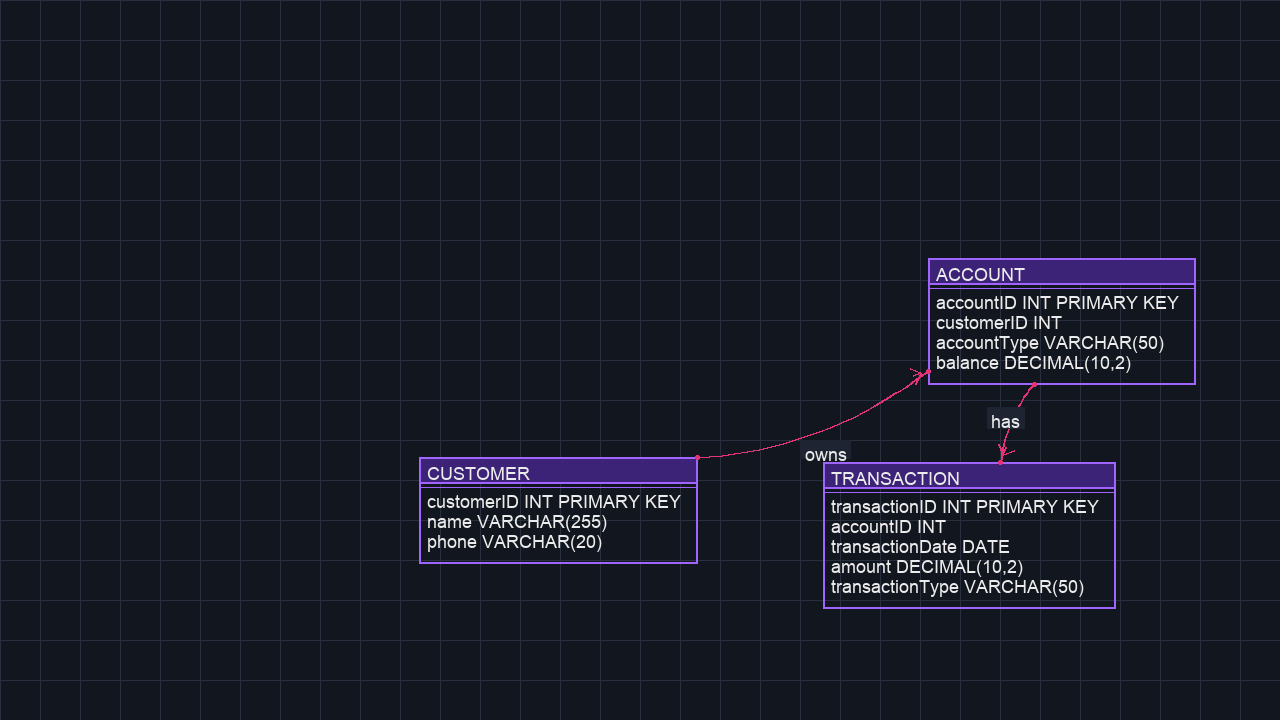 ACCOUNT
accountID INT PRIMARY KEY
customerID INT
accountType VARCHAR(50)
balance DECIMAL(10,2)
has
owns
CUSTOMER
customerID INT PRIMARY KEY
name VARCHAR(255)
phone VARCHAR(20)
TRANSACTION
transactionID INT PRIMARY KEY
accountID INT
transactionDate DATE
amount DECIMAL(10,2)
transactionType VARCHAR(50)